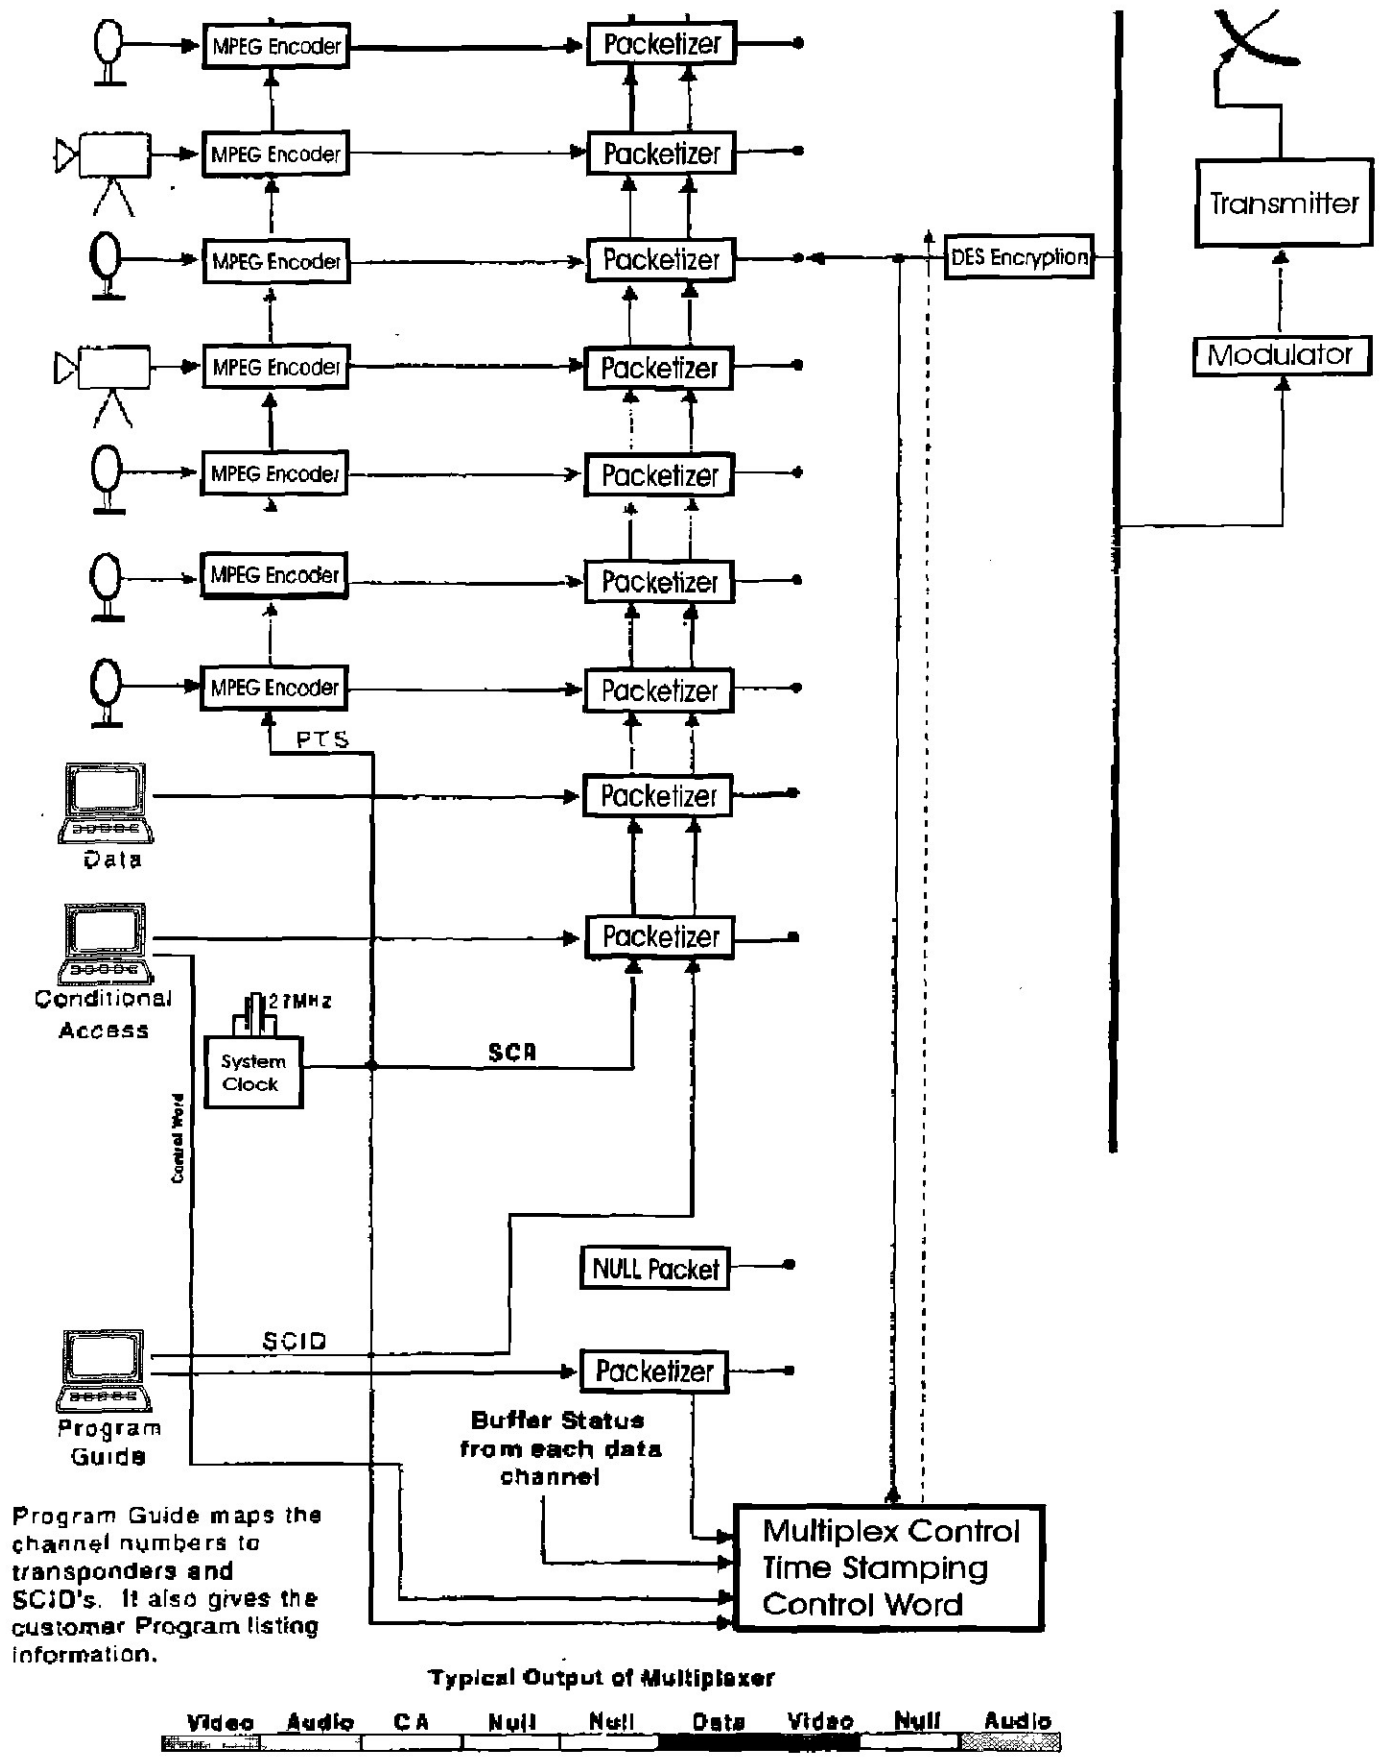 MPEG Encoder
Packetizer
MPEG Encoder
Packetizer
Transmitter
MPEG Encoder
Packetizer
DES Encryption
MPEG Encoder
Packetizer
Modulator
MPEG Encoder
Packetizer
MPEG Encoder
Packetizer
MPEG Encoder
Packetizer
PTS
Packetizer
Data
Packetizer
Conditional
Access
27MHz
System
Clock
SCR
Control Word
NULL Packet
SCID
Packetizer
Program
Guide
Buffer Status
from each data
channel
Program Guide maps the
channel numbers to
transponders and
SCID's. It also gives the
customer Program listing
information.
Multiplex Control
Time Stamping
Control Word
Typical Output of Multiplexer
Video Audio CA Null Null Data Video Null Audio